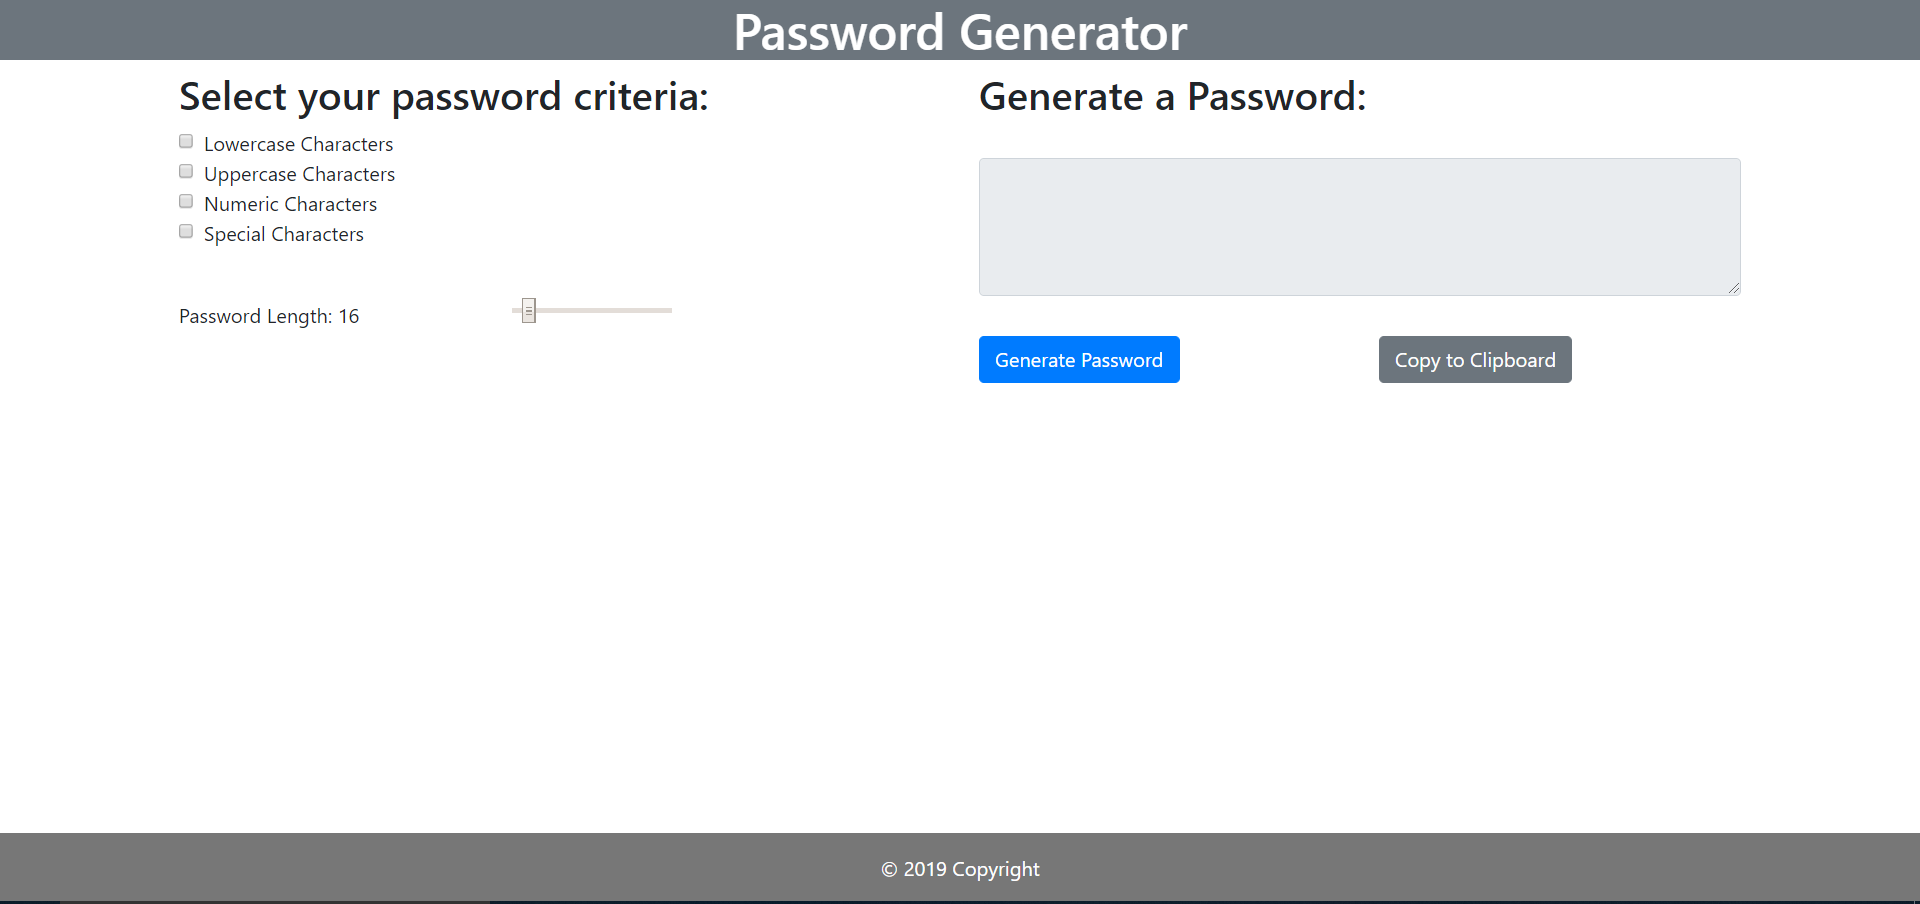 Password Generator
Select your password criteria:
Lowercase Characters
Uppercase Characters
Numeric Characters
Special Characters
Password Length: 16
Generate a Password:
Generate Password
Copy to Clipboard
© 2019 Copyright